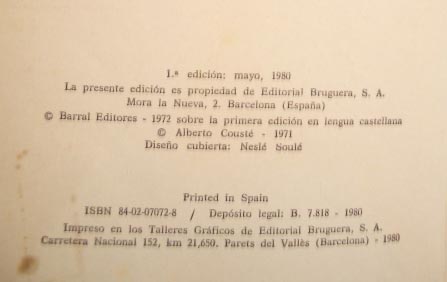 1.ª edición: mayo, 1980
La presente edición es propiedad de Editorial Bruguera, S. A.
Mora la Nueva, 2. Barcelona (España)
© Barral Editores - 1972 sobre la primera edición en lengua castellana
© Alberto Cousté - 1971
Diseño cubierta: Neslé Soulé
Printed in Spain
ISBN 84-02-07072-8 / Depósito legal: B. 7.818 - 1980
Impreso en los Talleres Gráficos de Editorial Bruguera, S. A.
Carretera Nacional 152, km 21,650. Parets del Vallès (Barcelona) - 1980